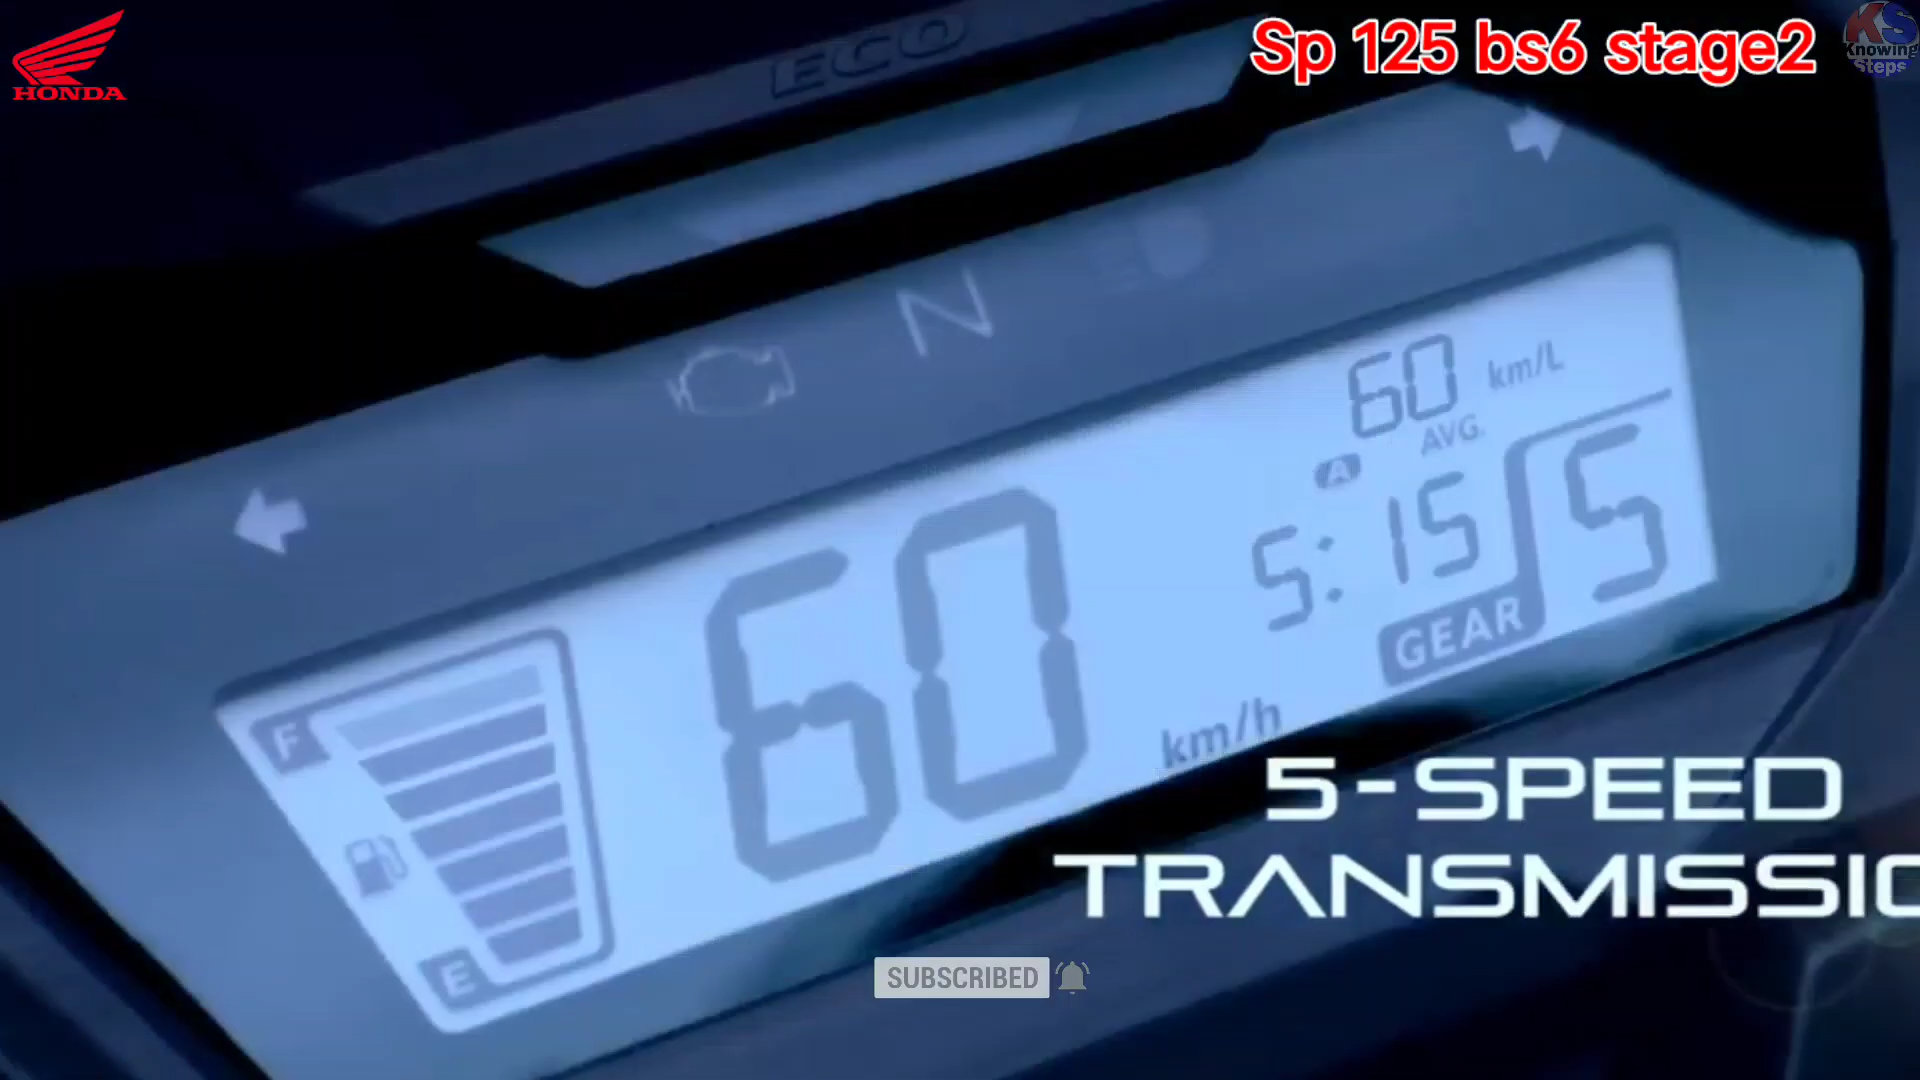 HONDA
ECO
Sp 125 bs6 stage2
KS
Knowing
Steps
N
60 km/L
AVG.
A
5:15
5
GEAR
60
km/h
F
E
5-SPEED
TRANSMISSIO
SUBSCRIBED